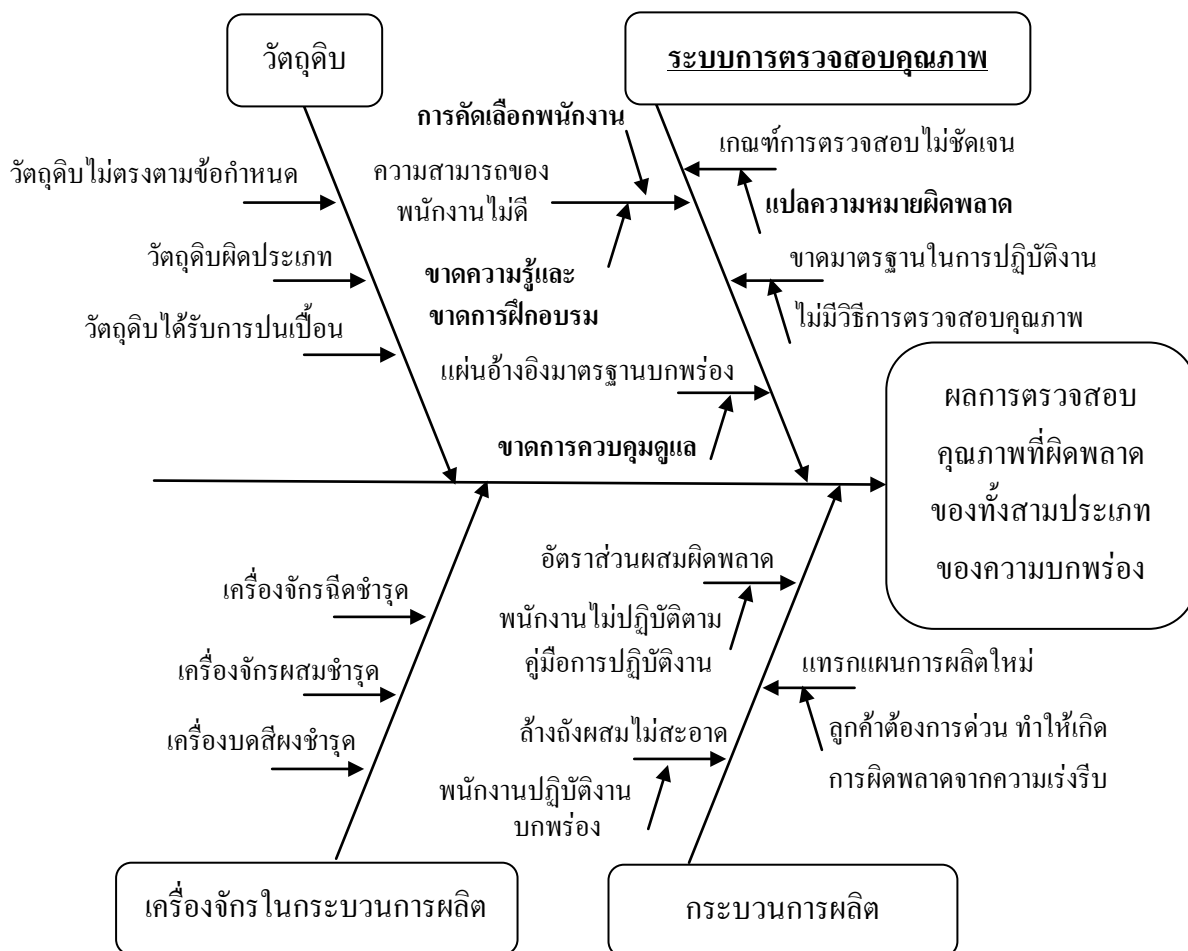 วัตถุดิบ
ระบบการตรวจสอบคุณภาพ
การคัดเลือกพนักงาน
เกณฑ์การตรวจสอบไม่ชัดเจน
วัตถุดิบไม่ตรงตามข้อกำหนด
ความสามารถของ
พนักงานไม่ดี
แปลความหมายผิดพลาด
วัตถุดิบผิดประเภท
ขาดความรู้และ
ขาดการฝึกอบรม
ขาดมาตรฐานในการปฏิบัติงาน
ไม่มีวิธีการตรวจสอบคุณภาพ
วัตถุดิบได้รับการปนเปื้อน
แผ่นอ้างอิงมาตรฐานบกพร่อง
ขาดการควบคุมดูแล
ผลการตรวจสอบ
คุณภาพที่ผิดพลาด
ของทั้งสามประเภท
ของความบกพร่อง
เครื่องจักรฉีดชำรุด
เครื่องจักรผสมชำรุด
เครื่องบดสีผงชำรุด
อัตราส่วนผสมผิดพลาด
พนักงานไม่ปฏิบัติตาม
คู่มือการปฏิบัติงาน
แทรกแผนการผลิตใหม่
ลูกค้าต้องการด่วน ทำให้เกิด
การผิดพลาดจากความเร่งรีบ
ล้างถังผสมไม่สะอาด
พนักงานปฏิบัติงาน
บกพร่อง
เครื่องจักรในกระบวนการผลิต
กระบวนการผลิต